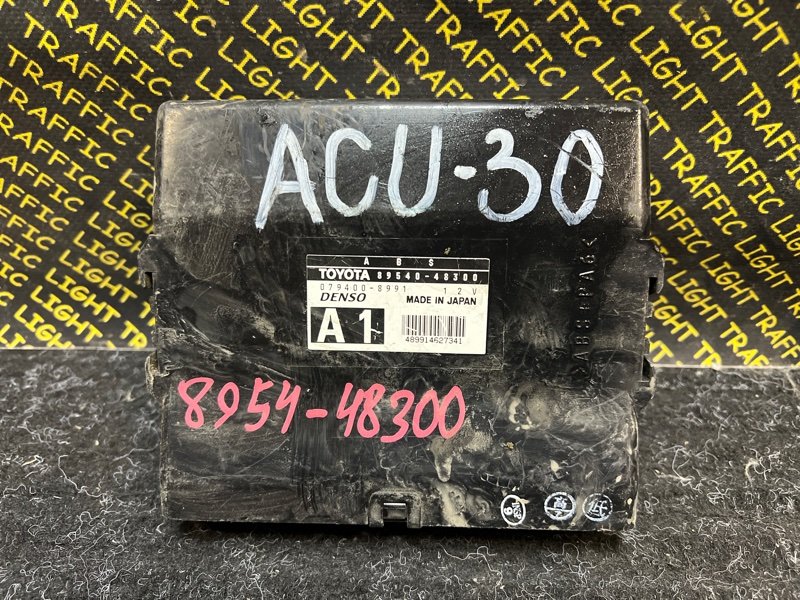 ACU-30
A B S
TOYOTA 89540-48300
079400-8991 12V
DENSO MADE IN JAPAN
A1
489914627341
>ABS+PA6<
8954-48300
LIGHT TRAFFIC